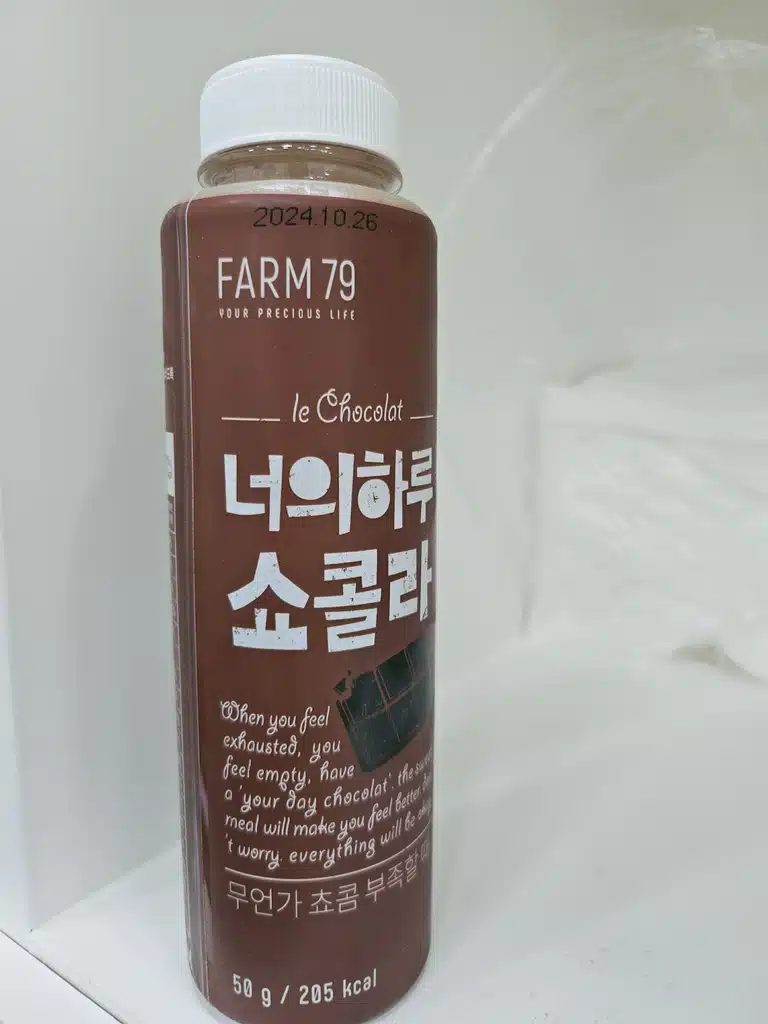 2024.10.26
FARM 79
YOUR PRECIOUS LIFE
le Chocolat
너의하루
쇼콜라
When you feel
exhausted, you
feel empty, have
a 'your day chocolat'. the
meal will make you feel better.
't worry. everything will be
무언가 쵸콤 부족할
50 g / 205 kcal